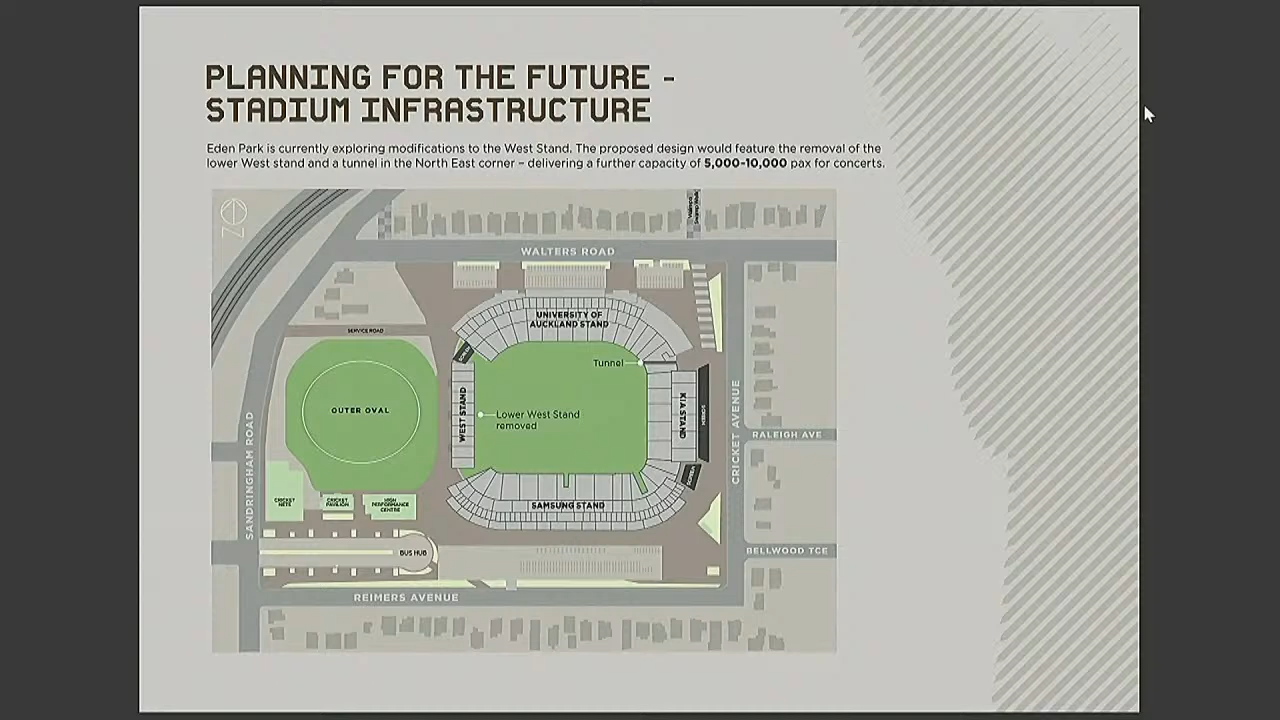 PLANNING FOR THE FUTURE -
STADIUM INFRASTRUCTURE
Eden Park is currently exploring modifications to the West Stand. The proposed design would feature the removal of the
lower West stand and a tunnel in the North East corner – delivering a further capacity of 5,000-10,000 pax for concerts.
WALTERS ROAD
UNIVERSITY OF
AUCKLAND STAND
SERVICE ROAD
Tunnel
OUTER OVAL
WEST STAND
Lower West Stand
removed
KIA STAND
SCREEN
CRICKET AVENUE
RALEIGH AVE
SANDRINGHAM ROAD
CRICKET
NETS
CRICKET
PAVILION
HIGH
PERFORMANCE
CENTRE
SAMSUNG STAND
BUS HUB
BELLWOOD TCE
REIMERS AVENUE